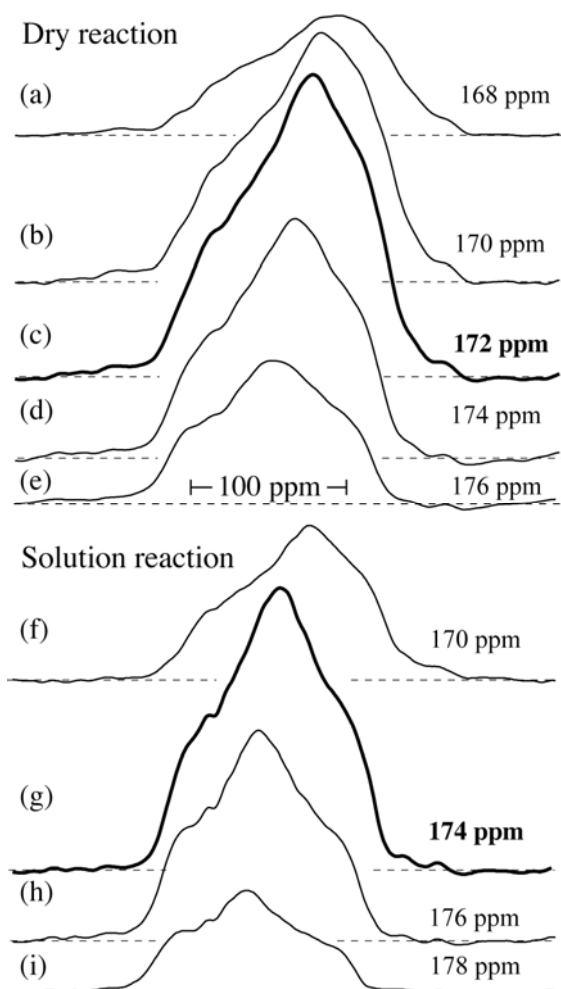 Dry reaction
(a)
168 ppm
(b)
170 ppm
(c)
172 ppm
(d)
174 ppm
(e)
100 ppm
176 ppm
Solution reaction
(f)
170 ppm
(g)
174 ppm
(h)
176 ppm
(i)
178 ppm